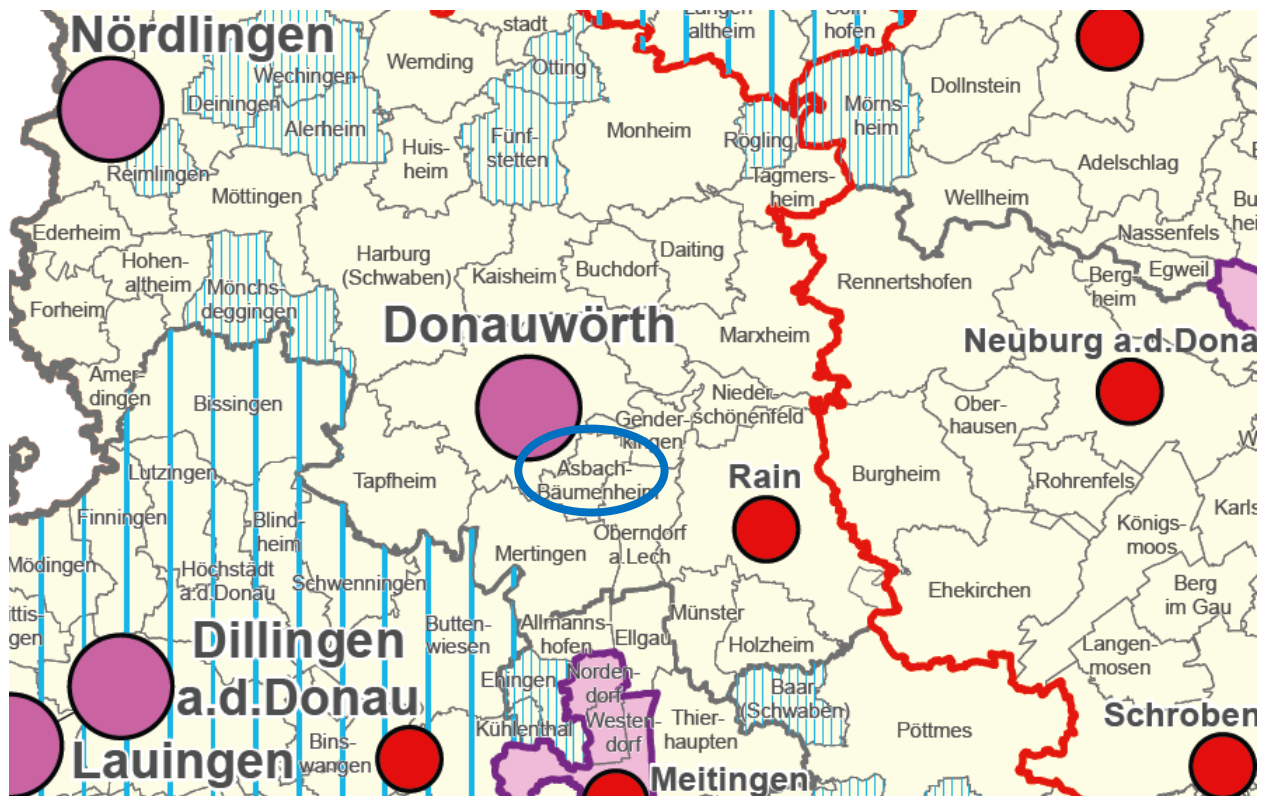 stadt
altheim
hofen
Nördlingen
Wemding
Otting
Wechingen
Deiningen
Alerheim
Dollnstein
Mörns-
heim
Fünf-
stetten
Monheim
Rögling
Huis-
heim
Adelschlag
Reimlingen
Möttingen
Tagmers-
heim
Wellheim
Ederheim
Nassenfels
Harburg
(Schwaben)
Daiting
Hohen-
altheim
Kaisheim
Buchdorf
Rennertshofen
Berg-
heim
Egweil
Mönchs-
deggingen
Forheim
Donauwörth
Marxheim
Neuburg a.d.Dona
Amer-
dingen
Bissingen
Nieder-
schönenfeld
Gender-
kingen
Ober-
hausen
Lutzingen
Asbach-
Bäumenheim
Tapfheim
Rain
Burgheim
Rohrenfels
Finningen
Blind-
heim
Karls
Königs-
moos
Oberndorf
a.Lech
Mertingen
Mödingen
Höchstädt
a.d.Donau
Schwenningen
Ehekirchen
Berg
im Gau
ttis-
gen
Butten-
wiesen
Allmanns-
hofen
Ellgau
Münster
Holzheim
Langen-
mosen
Dillingen
a.d.Donau
Ehingen
Norden-
dorf
Baar
(Schwaben)
Kühlenthal
Westen-
dorf
Thier-
haupten
Pöttmes
Schroben
Lauingen
Bins-
wangen
Meitingen